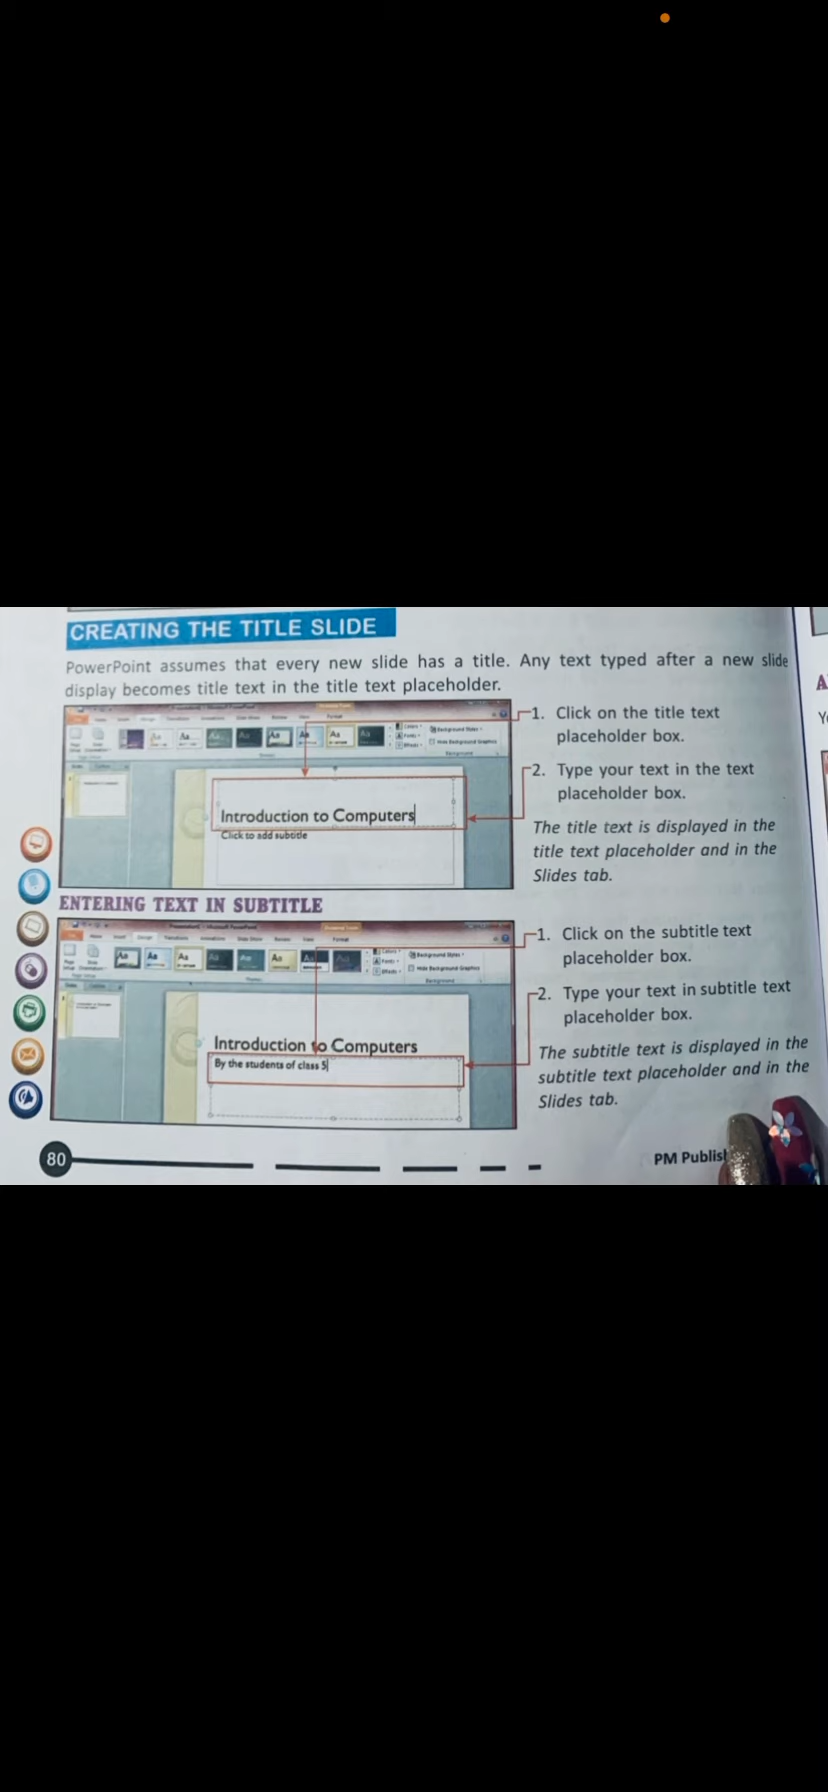 CREATING THE TITLE SLIDE
PowerPoint assumes that every new slide has a title. Any text typed after a new slide
display becomes title text in the title text placeholder.
1. Click on the title text
placeholder box.
2. Type your text in the text
placeholder box.
Introduction to Computers
Click to add subtitle
The title text is displayed in the
title text placeholder and in the
Slides tab.
ENTERING TEXT IN SUBTITLE
1. Click on the subtitle text
placeholder box.
2. Type your text in subtitle text
placeholder box.
Introduction to Computers
By the students of class 5
The subtitle text is displayed in the
subtitle text placeholder and in the
Slides tab.
80
PM Publish